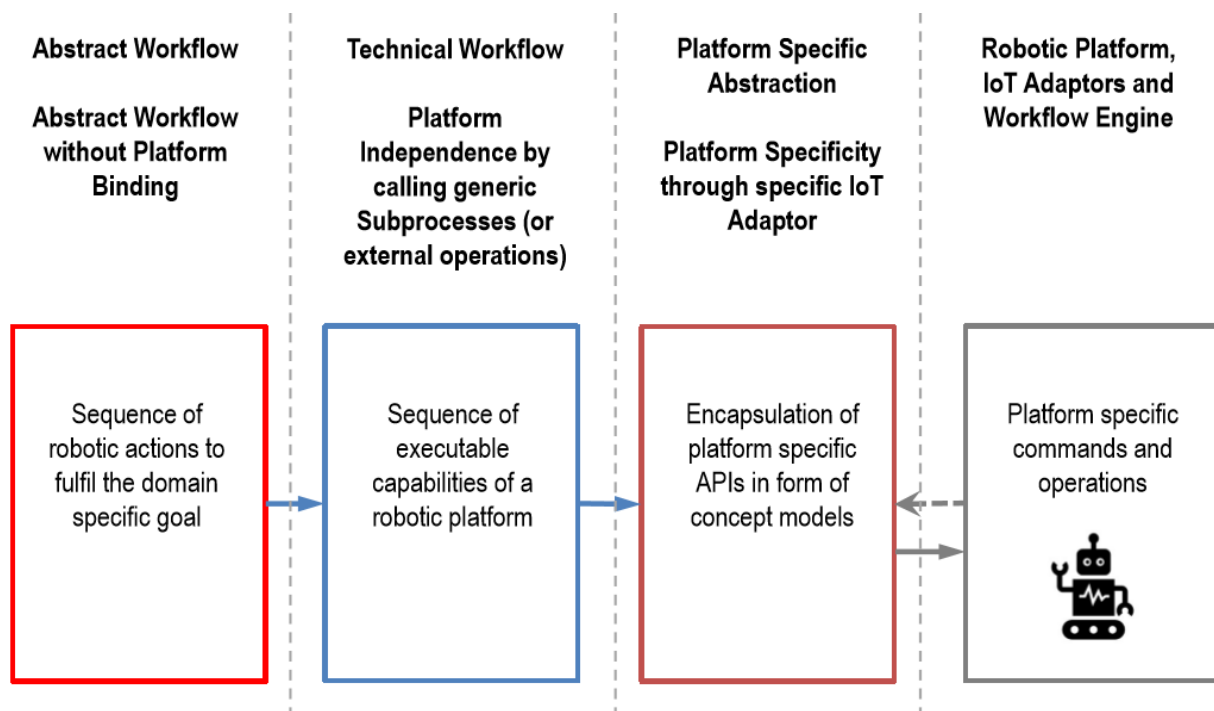 Abstract Workflow
Abstract Workflow
without Platform
Binding
Technical Workflow
Platform
Independence by
calling generic
Subprocesses (or
external operations)
Platform Specific
Abstraction
Platform Specificity
through specific IoT
Adaptor
Robotic Platform,
IoT Adaptors and
Workflow Engine
Sequence of
robotic actions to
fulfil the domain
specific goal
Sequence of
executable
capabilities of a
robotic platform
Encapsulation of
platform specific
APIs in form of
concept models
Platform specific
commands and
operations